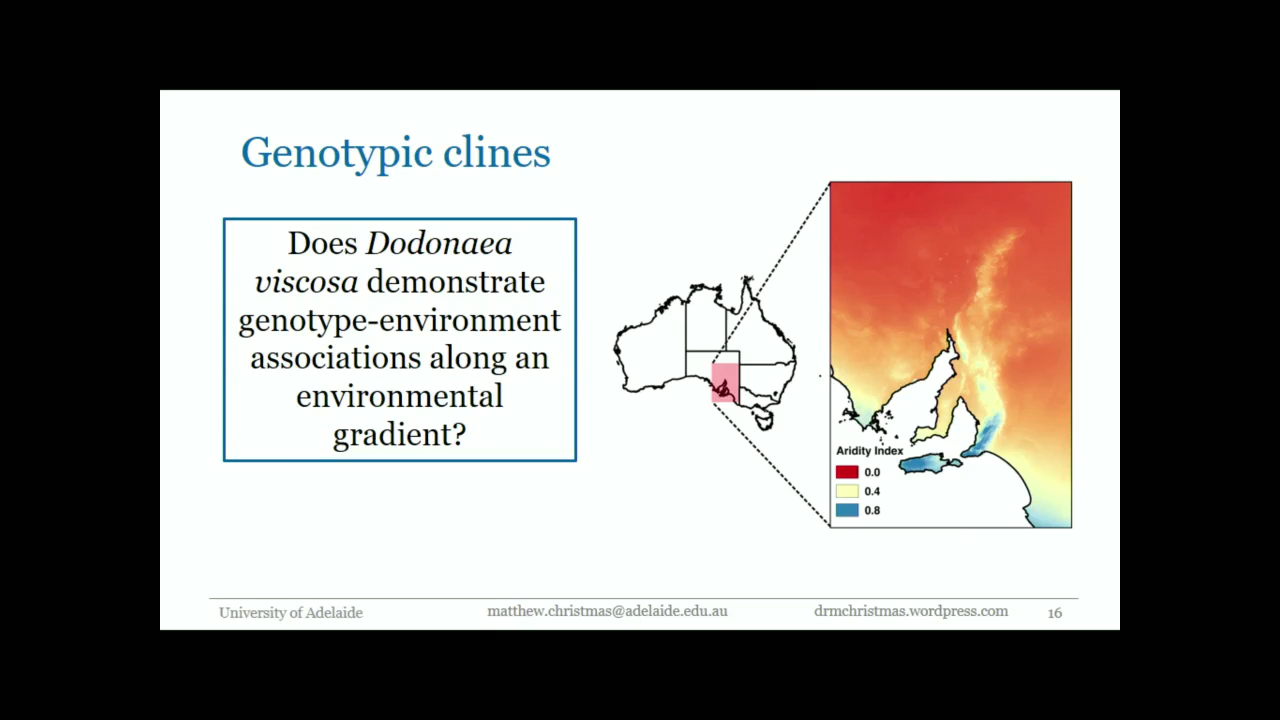 Genotypic clines
Does Dodonaea
viscosa demonstrate
genotype-environment
associations along an
environmental
gradient?
Aridity Index
0.0
0.4
0.8
University of Adelaide
matthew.christmas@adelaide.edu.au
drmchristmas.wordpress.com
16